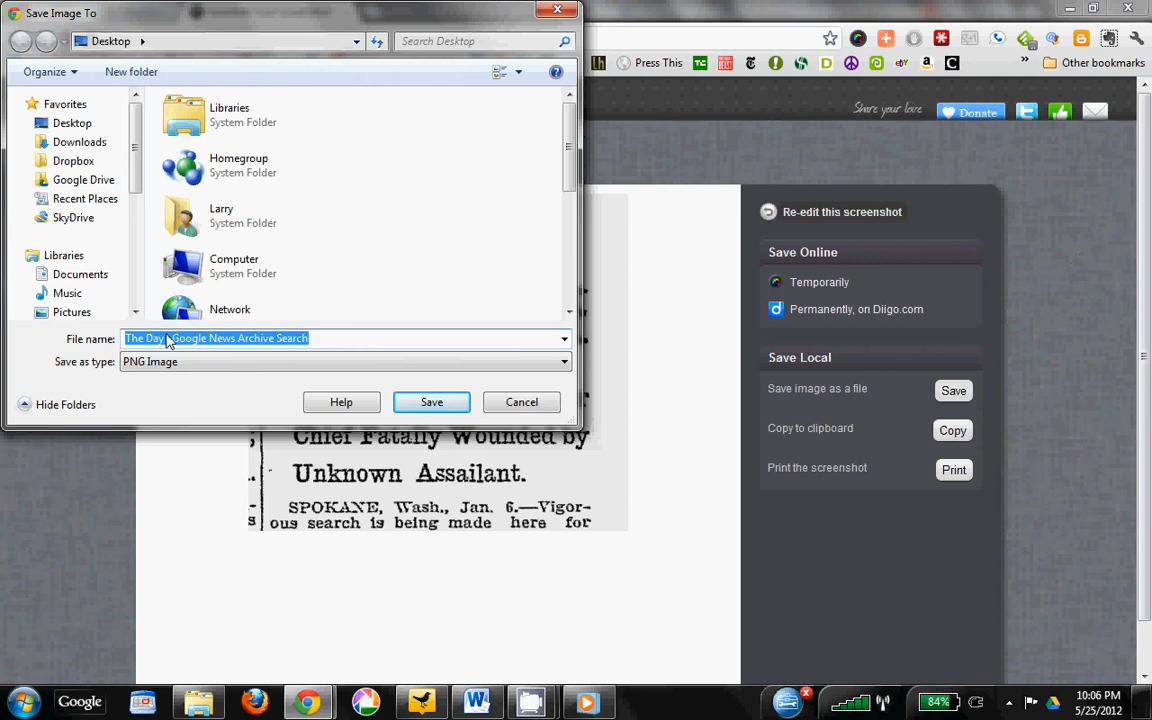 Save Image To
Desktop
Search Desktop
Press This
TC
D
ebY
a
C
»
Other bookmarks
Organize
New folder
Share your love
Donate
Favorites
Desktop
Downloads
Dropbox
Google Drive
Recent Places
SkyDrive
Libraries
Documents
Music
Pictures
Libraries
System Folder
Homegroup
System Folder
Larry
System Folder
Computer
System Folder
Network
Re-edit this screenshot
Save Online
Temporarily
Permanently, on Diigo.com
File name:
The Day - Google News Archive Search
Save as type:
PNG Image
Save Local
Save image as a file
Save
Hide Folders
Help
Save
Cancel
Copy to clipboard
Copy
Print the screenshot
Print
Chief Fatally Wounded by
Unknown Assailant.
SPOKANE, Wash., Jan. 6.—Vigor-
ous search is being made here for
Google
84%
10:06 PM
5/25/2012